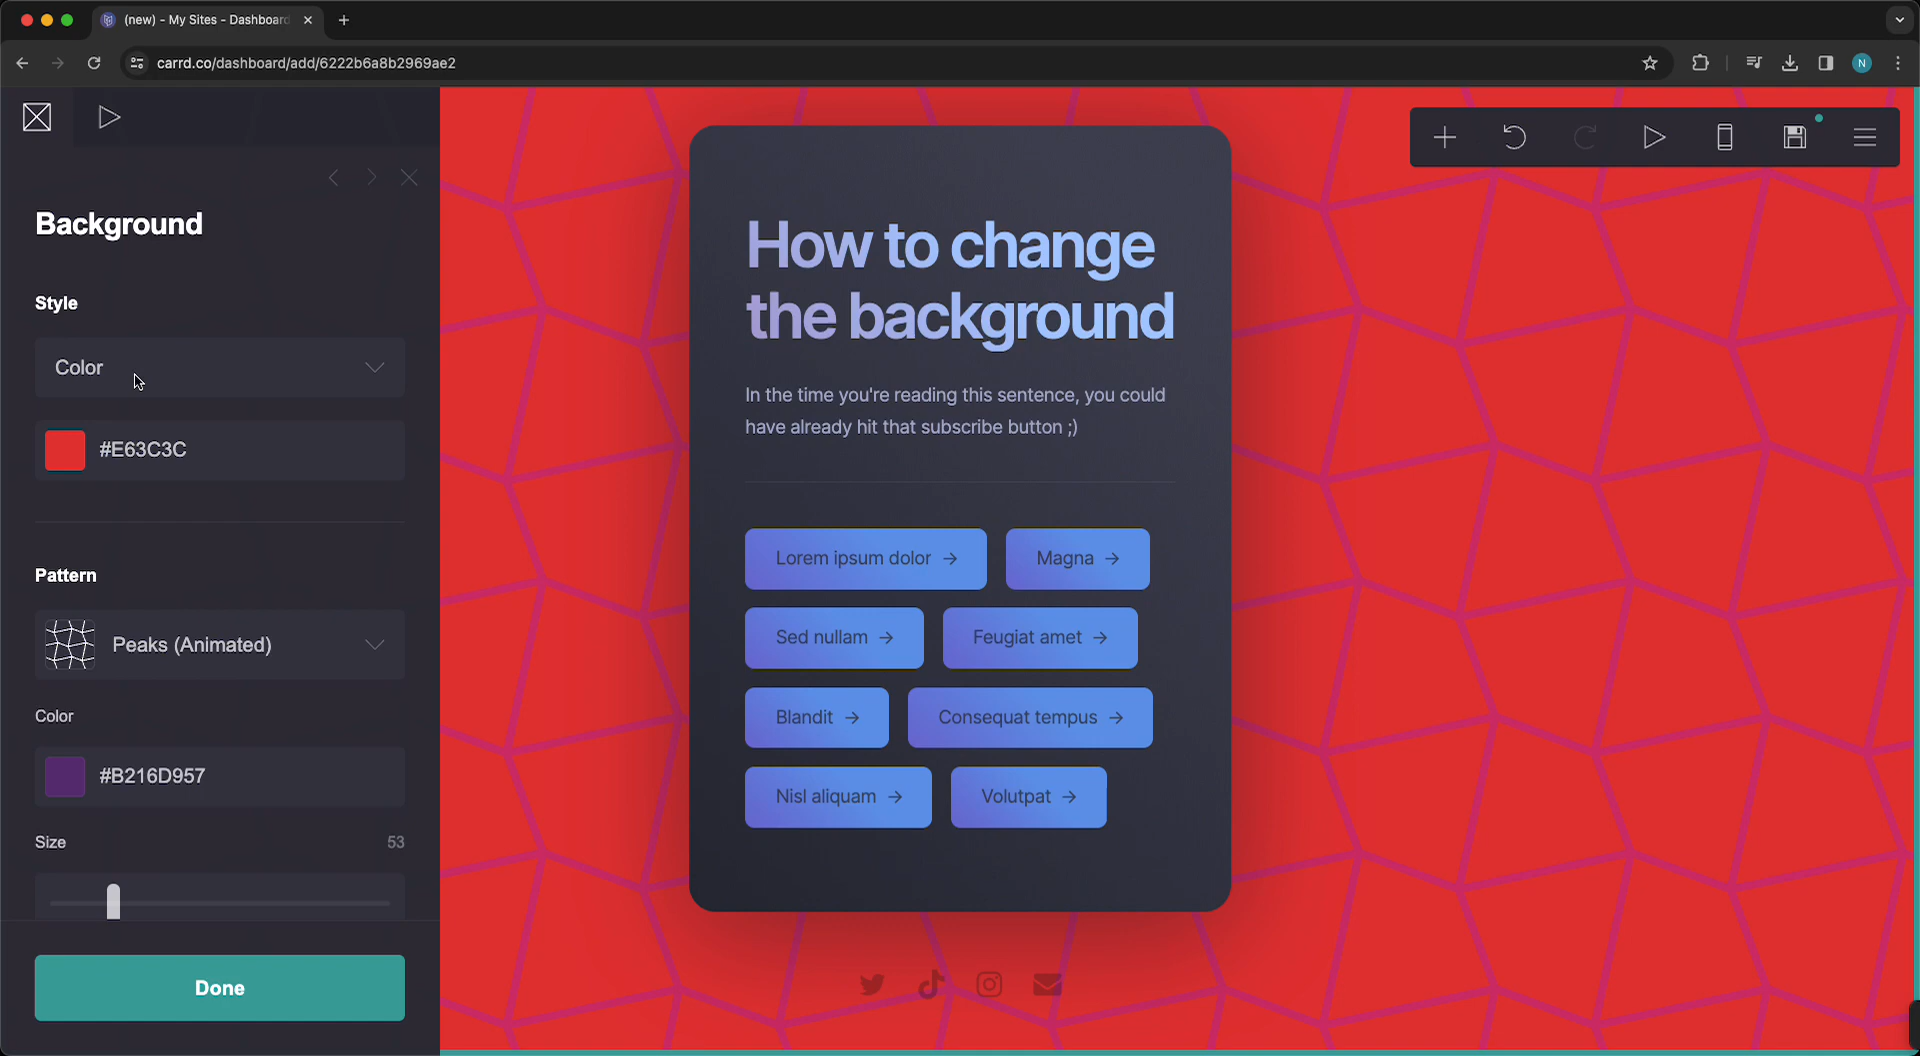 (new) - My Sites - Dashboard
carrd.co/dashboard/add/6222b6a8b2969ae2
N
Background
Style
Color
#E63C3C
Pattern
Peaks (Animated)
Color
#B216D957
Size 53
Done
How to change
the background
In the time you're reading this sentence, you could
have already hit that subscribe button ;)
Lorem ipsum dolor →
Magna →
Sed nullam →
Feugiat amet →
Blandit →
Consequat tempus →
Nisl aliquam →
Volutpat →